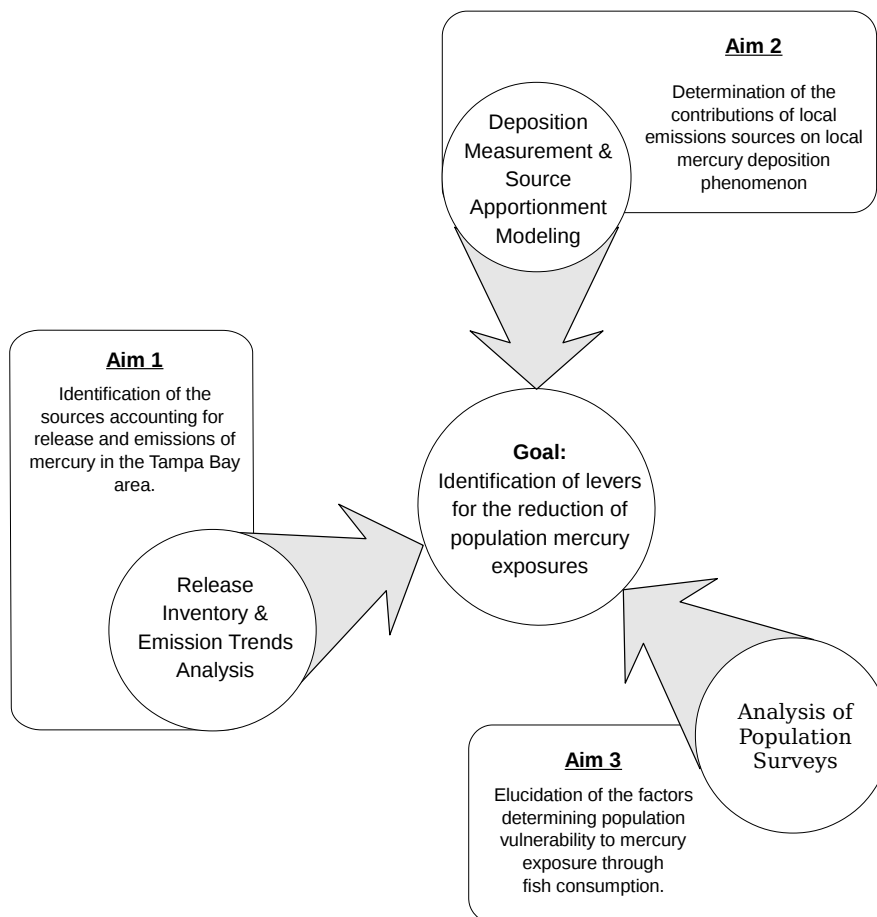 Aim 2
Determination of the
contributions of local
emissions sources on local
mercury deposition
phenomenon
Deposition
Measurement &
Source
Apportionment
Modeling
Aim 1
Identification of the
sources accounting for
release and emissions of
mercury in the Tampa Bay
area.
Goal:
Identification of levers
for the reduction of
population mercury
exposures
Release
Inventory &
Emission Trends
Analysis
Analysis of
Population
Surveys
Aim 3
Elucidation of the factors
determining population
vulnerability to mercury
exposure through
fish consumption.